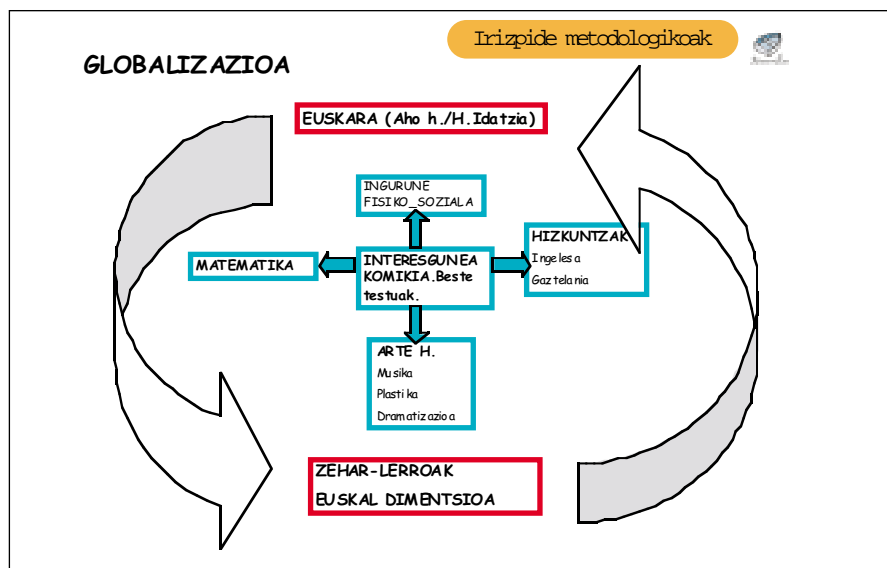 Irizpide metodologikoak
GLOBALIZAZIOA
EUSKARA (Aho h./H.Idatzia)
INGURUNE
FISIKO_SOZIALA
HIZKUNTZAK
Ingelesa
Gaztelania
MATEMATIKA
INTERESGUNEA
KOMIKIA.Beste
testuak.
ARTE H.
Musika
Plastika
Dramatizazioa
ZEHAR-LERROAK
EUSKAL DIMENTSIOA